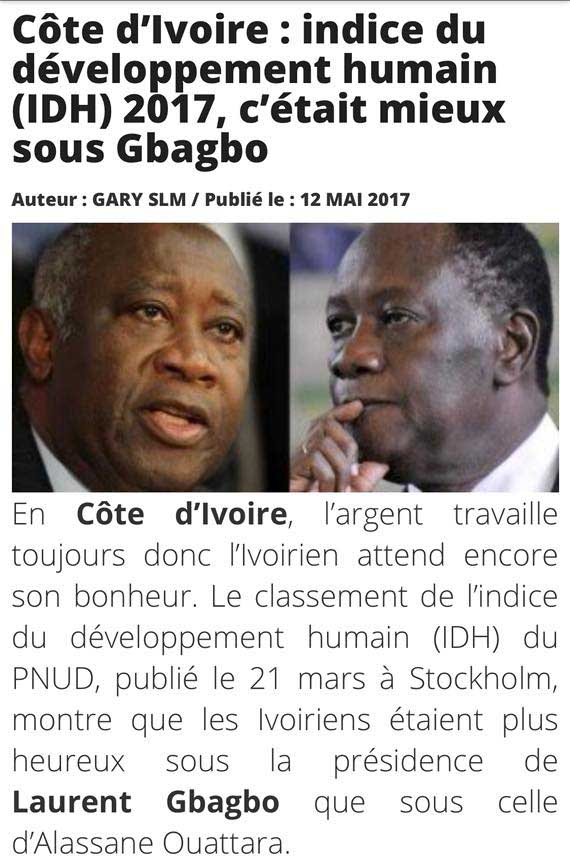 Côte d’Ivoire : indice du
développement humain
(IDH) 2017, c’était mieux
sous Gbagbo
Auteur : GARY SLM / Publié le : 12 MAI 2017
En Côte d’Ivoire, l’argent travaille
toujours donc l’Ivoirien attend encore
son bonheur. Le classement de l’indice
du développement humain (IDH) du
PNUD, publié le 21 mars à Stockholm,
montre que les Ivoiriens étaient plus
heureux sous la présidence de
Laurent Gbagbo que sous celle
d’Alassane Ouattara.